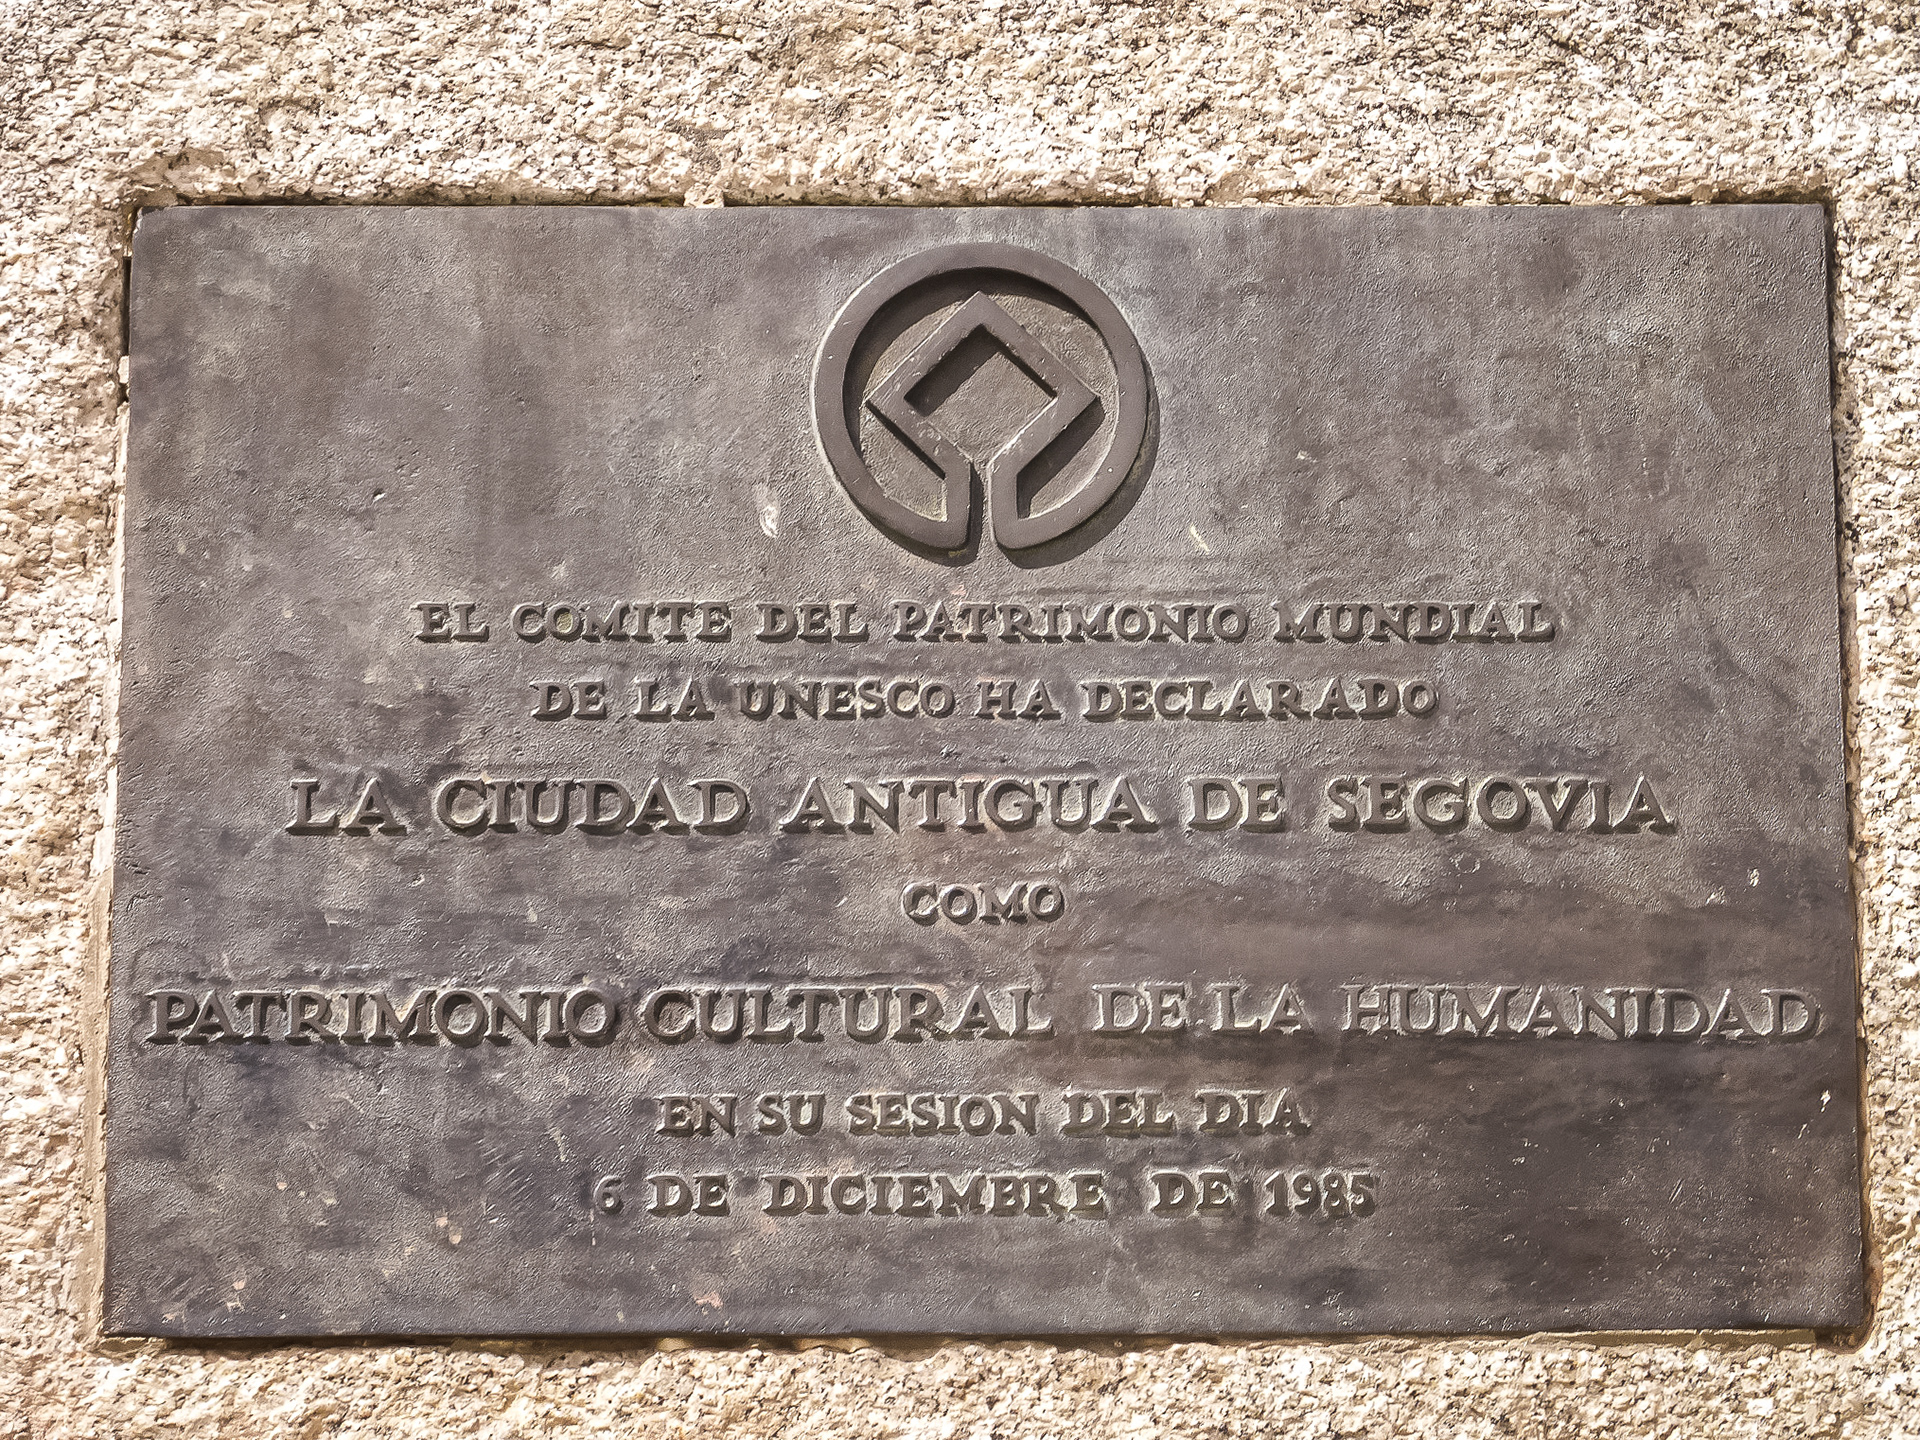 EL COMITE DEL PATRIMONIO MUNDIAL
DE LA UNESCO HA DECLARADO
LA CIUDAD ANTIGUA DE SEGOVIA
COMO
PATRIMONIO CULTURAL DE LA HUMANIDAD
EN SU SESION DEL DIA
6 DE DICIEMBRE DE 1985